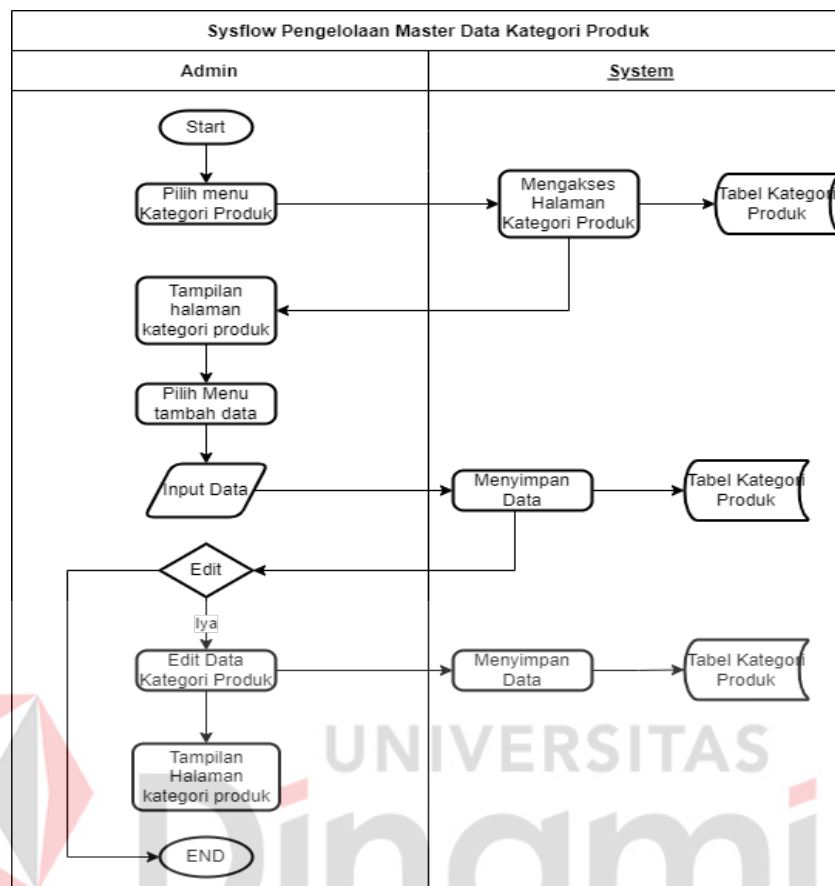 Sysflow Pengelolaan Master Data Kategori Produk
Admin
System
Start
Pilih menu
Kategori Produk
Mengakses
Halaman
Kategori Produk
Tabel Kategori
Produk
Tampilan
halaman
kategori produk
Pilih Menu
tambah data
Input Data
Menyimpan
Data
Tabel Kategori
Produk
Edit
Iya
Edit Data
Kategori Produk
Menyimpan
Data
Tabel Kategori
Produk
Tampilan
Halaman
kategori produk
END
UNIVERSITAS
Dinami